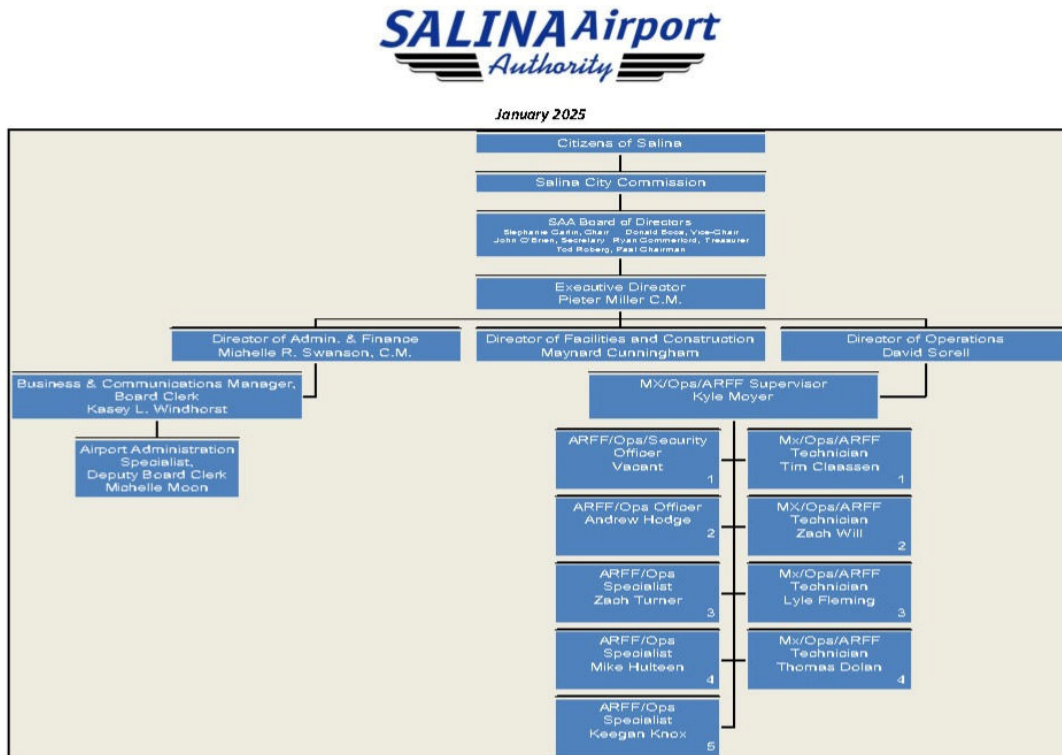 SALINA Airport
Authority
January 2025
Citizens of Salina
Salina City Commission
SAA Board of Directors
Stephanie Carlin, Chair Donald Boos, Vice-Chair
John O'Brien, Secretary Ryan Commerford, Treasurer
Tod Roberg, Past Chairman
Executive Director
Pieter Miller C.M.
Director of Admin. & Finance
Michelle R. Swanson, C.M.
Director of Facilities and Construction
Maynard Cunningham
Director of Operations
David Sorell
Business & Communications Manager,
Board Clerk
Kasey L. Windhorst
MX/Ops/ARFF Supervisor
Kyle Moyer
Airport Administration
Specialist,
Deputy Board Clerk
Michelle Moon
ARFF/Ops/Security
Officer
Vacant
1
Mx/Ops/ARFF
Technician
Tim Claassen
1
ARFF/Ops Officer
Andrew Hodge
2
MX/Ops/ARFF
Technician
Zach Will
2
ARFF/Ops
Specialist
Zach Turner
3
Mx/Ops/ARFF
Technician
Lyle Fleming
3
ARFF/Ops
Specialist
Mike Hulteen
4
Mx/Ops/ARFF
Technician
Thomas Dolan
4
ARFF/Ops
Specialist
Keegan Knox
5